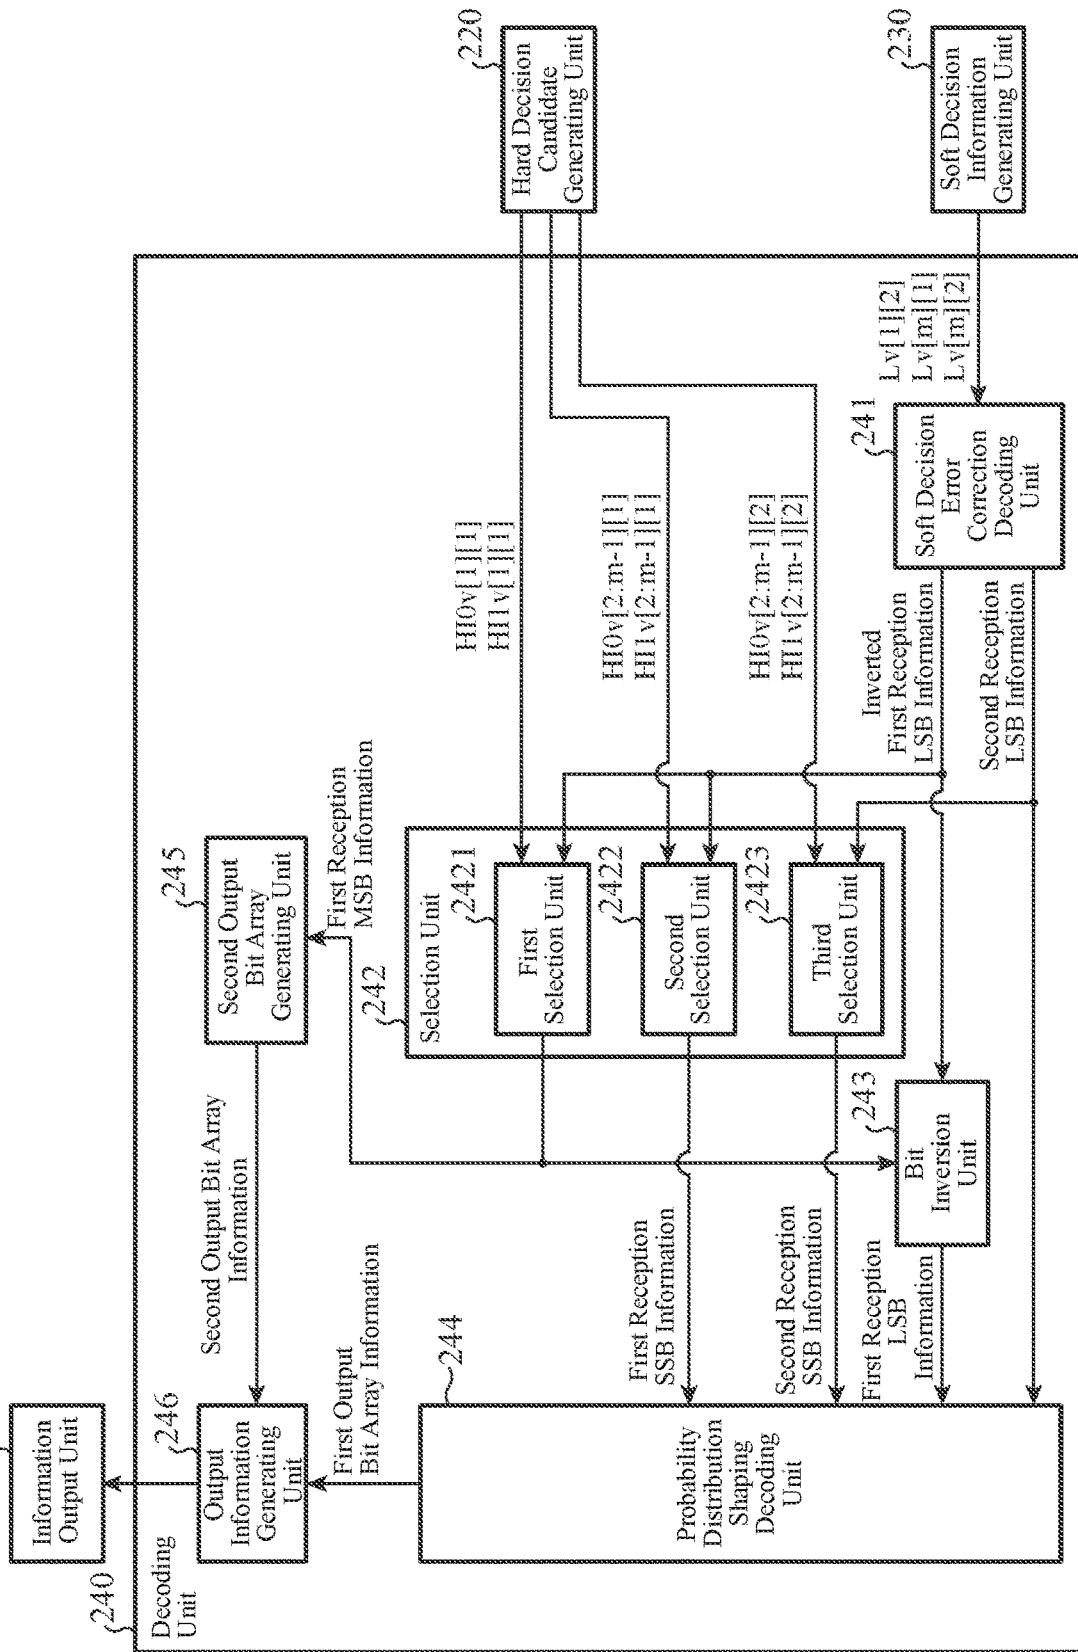 240
Decoding
Unit
Information
Output Unit
246
Output
Information
Generating
Unit
Second Output Bit Array
Information
245
Second Output
Bit Array
Generating Unit
First Output
Bit Array Information
First Reception
MSB Information
244
Probability
Distribution
Shaping
Decoding
Unit
First Reception
SSB Information
Second Reception
SSB Information
First Reception
LSB
Information
243
Bit
Inversion
Unit
242
Selection Unit
2421
First
Selection Unit
2422
Second
Selection Unit
2423
Third
Selection Unit
HI0v[1][1]
HI1v[1][1]
HI0v[2:m-1][1]
HI1v[2:m-1][1]
HI0v[2:m-1][2]
HI1v[2:m-1][2]
Inverted
First Reception
LSB Information
Second Reception
LSB Information
241
Soft Decision
Error
Correction
Decoding
Unit
Lv[1][2]
Lv[m][1]
Lv[m][2]
220
Hard Decision
Candidate
Generating Unit
230
Soft Decision
Information
Generating Unit